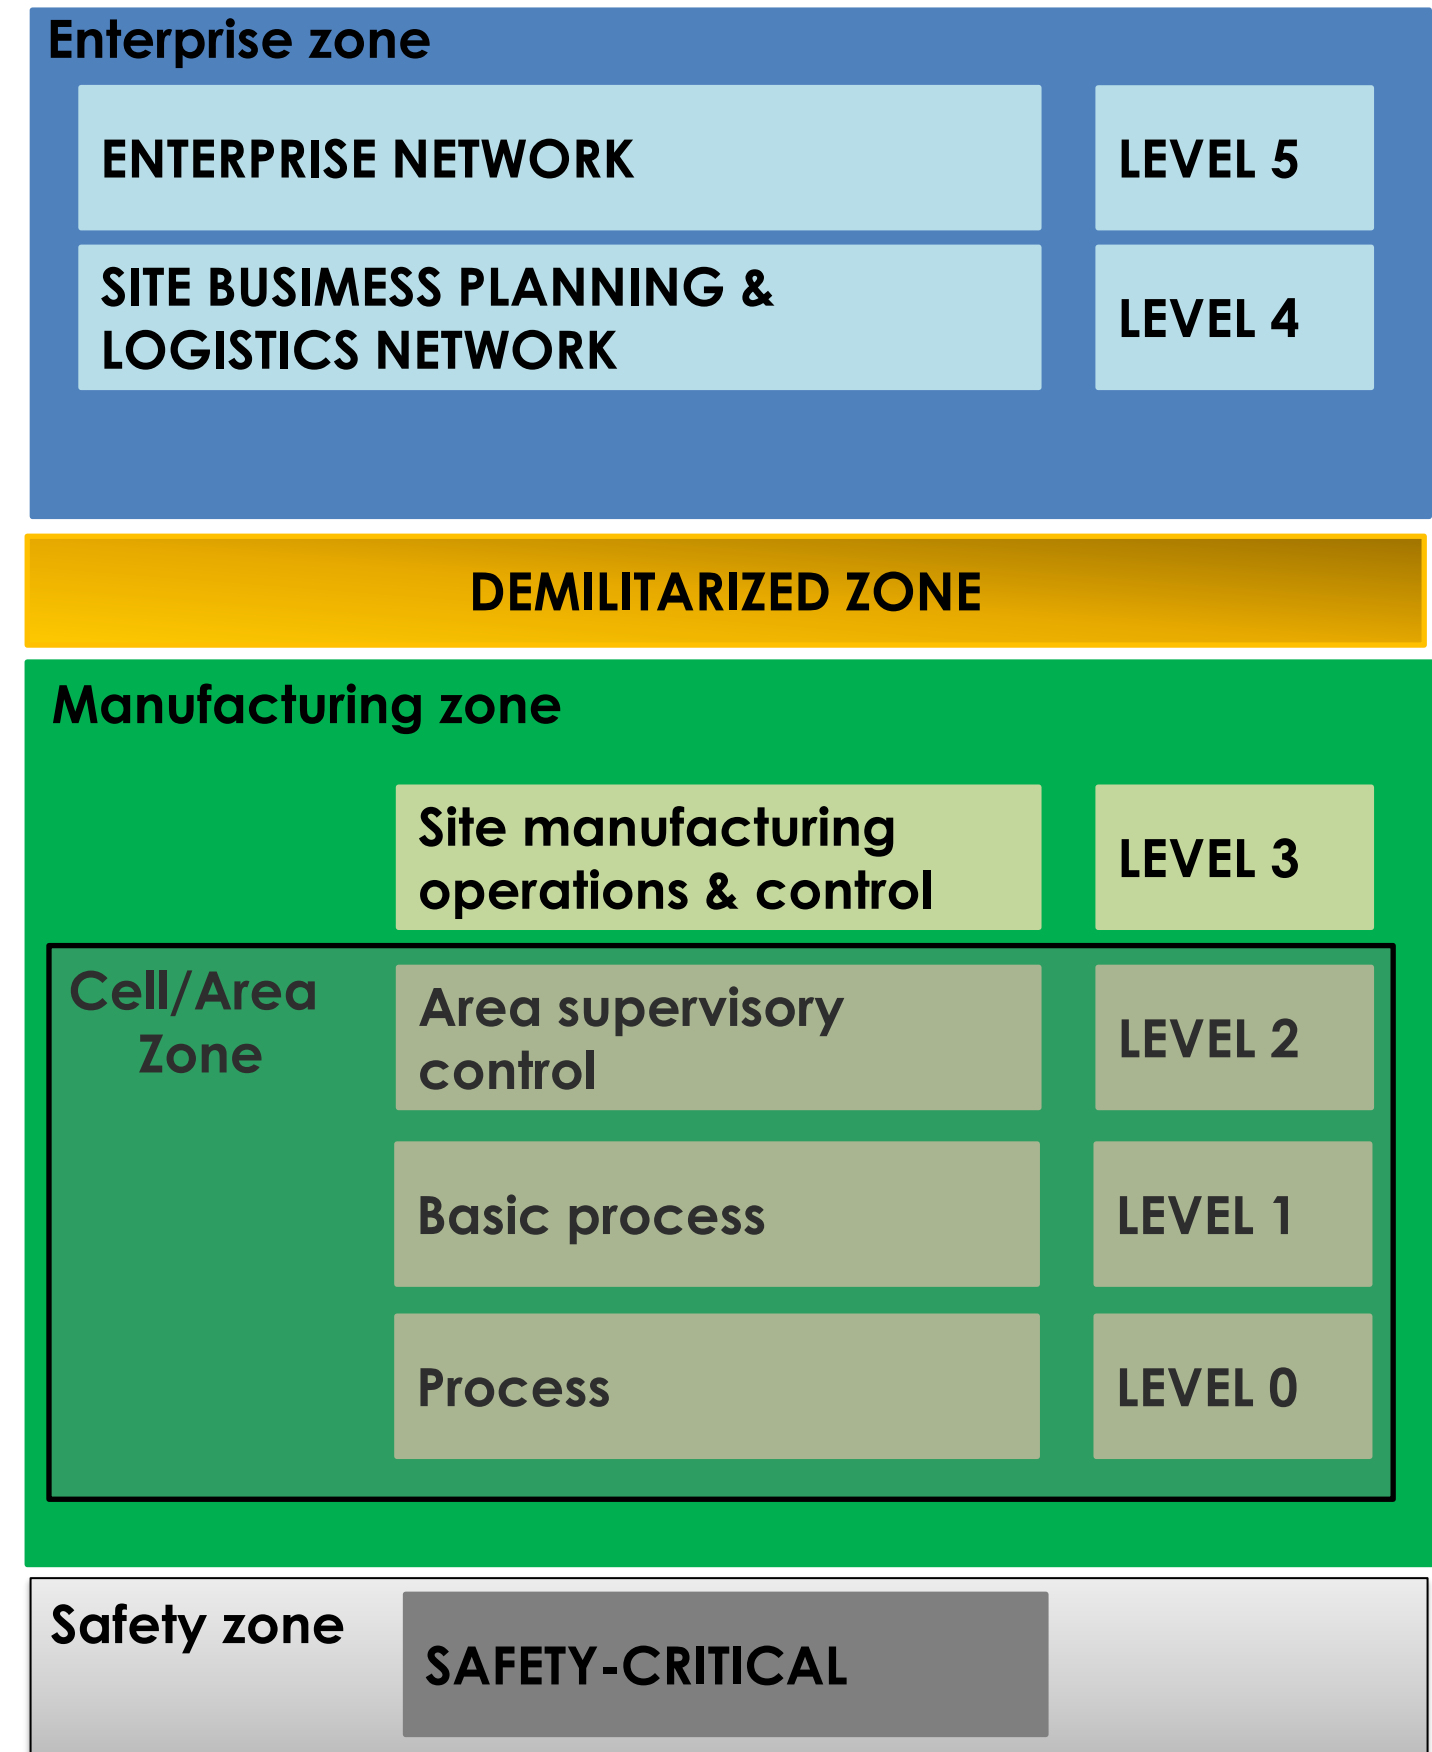 Enterprise zone
ENTERPRISE NETWORK
LEVEL 5
SITE BUSIMESS PLANNING &
LOGISTICS NETWORK
LEVEL 4
DEMILITARIZED ZONE
Manufacturing zone
Site manufacturing
operations & control
LEVEL 3
Cell/Area
Zone
Area supervisory
control
LEVEL 2
Basic process
LEVEL 1
Process
LEVEL 0
Safety zone
SAFETY-CRITICAL